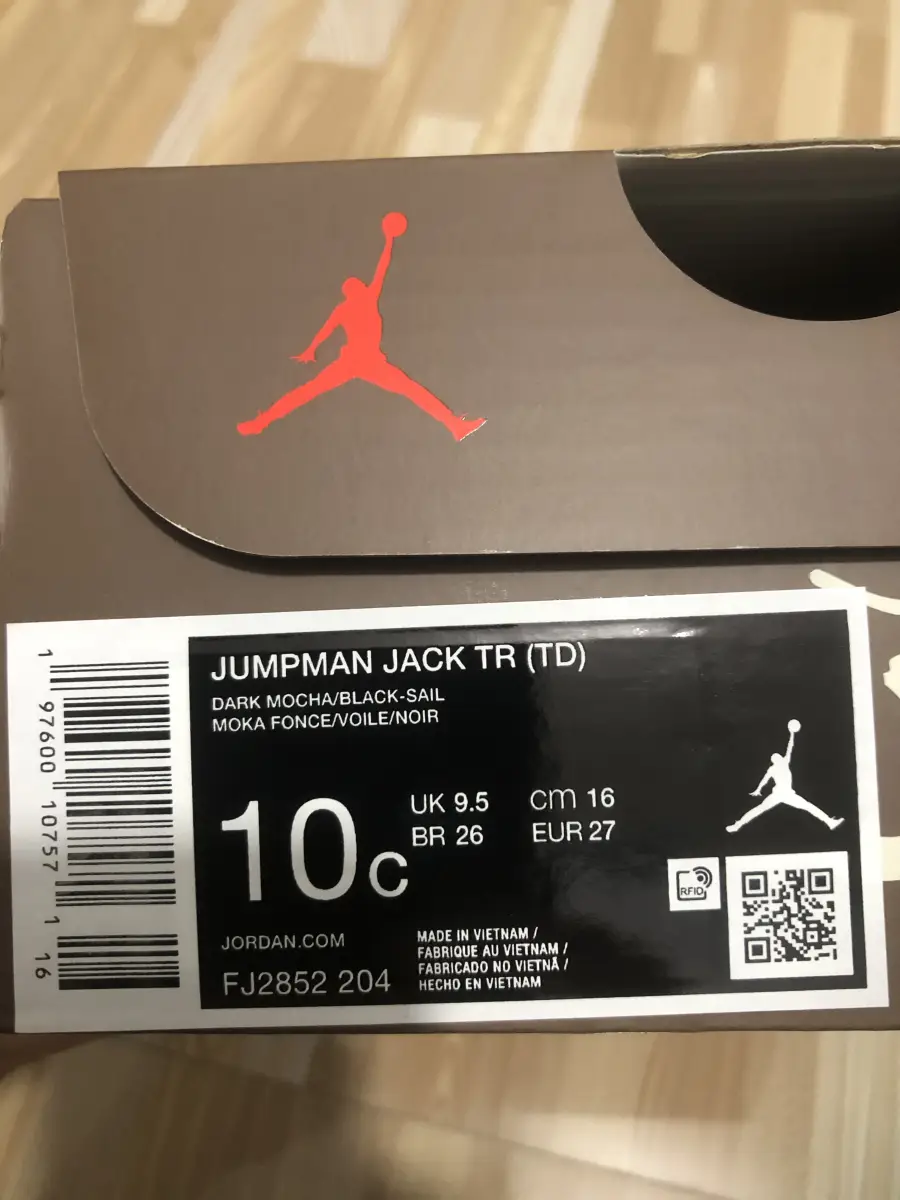 JUMPMAN JACK TR (TD)
DARK MOCHA/BLACK-SAIL
MOKA FONCE/VOILE/NOIR
10C
UK 9.5 cm 16
BR 26 EUR 27
RFID
JORDAN.COM
FJ2852 204
MADE IN VIETNAM /
FABRIQUE AU VIETNAM /
FABRICADO NO VIETNÃ /
HECHO EN VIETNAM
1 97600 10757 1 16